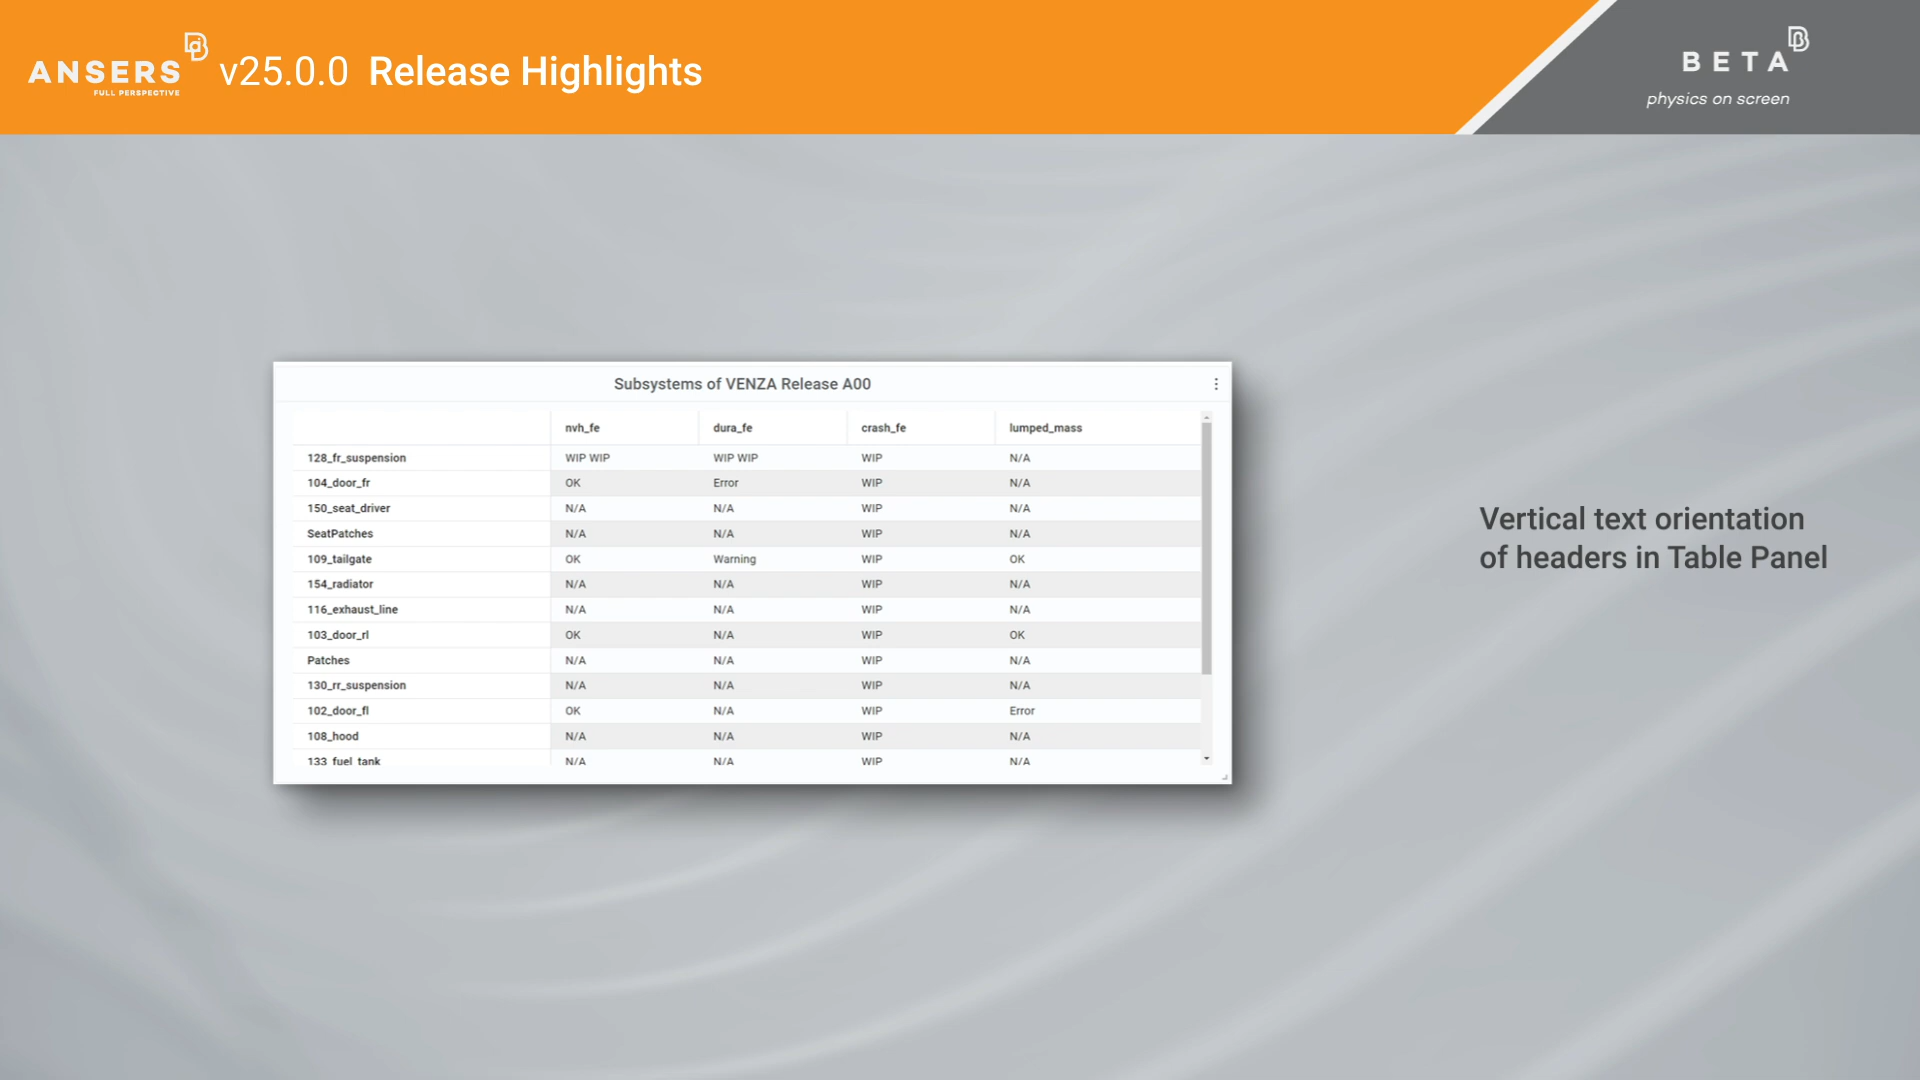 ANSERS
FULL PERSPECTIVE
v25.0.0 Release Highlights
BETA
physics on screen
Subsystems of VENZA Release A00
nvh_fe dura_fe crash_fe lumped_mass
128_fr_suspension WIP WIP WIP WIP WIP N/A
104_door_fr OK Error WIP N/A
150_seat_driver N/A N/A WIP N/A
SeatPatches N/A N/A WIP N/A
109_tailgate OK Warning WIP OK
154_radiator N/A N/A WIP N/A
116_exhaust_line N/A N/A WIP N/A
103_door_rl OK N/A WIP OK
Patches N/A N/A WIP N/A
130_rr_suspension N/A N/A WIP N/A
102_door_fl OK N/A WIP Error
108_hood N/A N/A WIP N/A
133_fuel_tank N/A N/A WIP N/A
Vertical text orientation
of headers in Table Panel